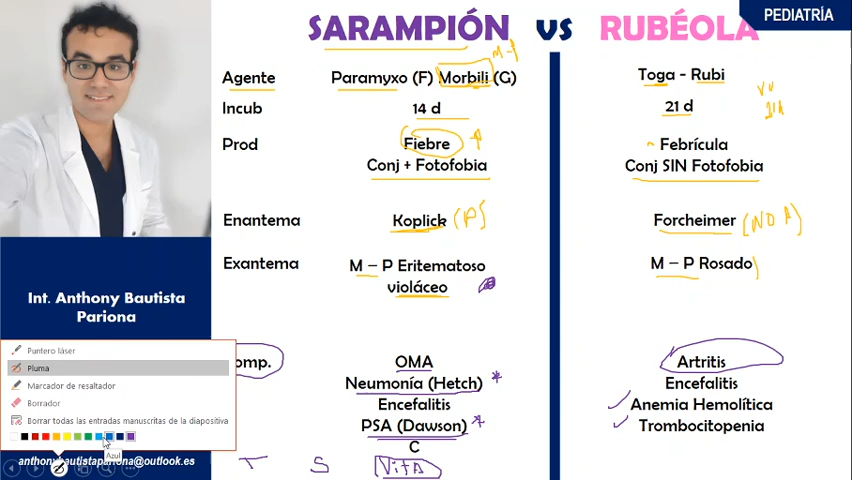 PEDIATRÍA
SARAMPIÓN vs RUBÉOLA
M-P
Agente Paramyxo (F) Morbili (G) Toga - Rubi
Incub 14 d 21 d
Prod Fiebre Febrícula
Conj + Fotofobia Conj SIN Fotofobia
Enantema Koplick (P) Forcheimer (NO P)
Exantema M – P Eritematoso M – P Rosado
violáceo
Int. Anthony Bautista
Pariona
Puntero láser
Pluma
Marcador de resaltador
Borrador
Borrar todas las entradas manuscritas de la diapositiva
Azul
omp. OMA Artritis
Neumonía (Hetch) * Encefalitis
Encefalitis Anemia Hemolítica
PSA (Dawson) * Trombocitopenia
C
anthonybautistapariona@outlook.es
T S Vit A